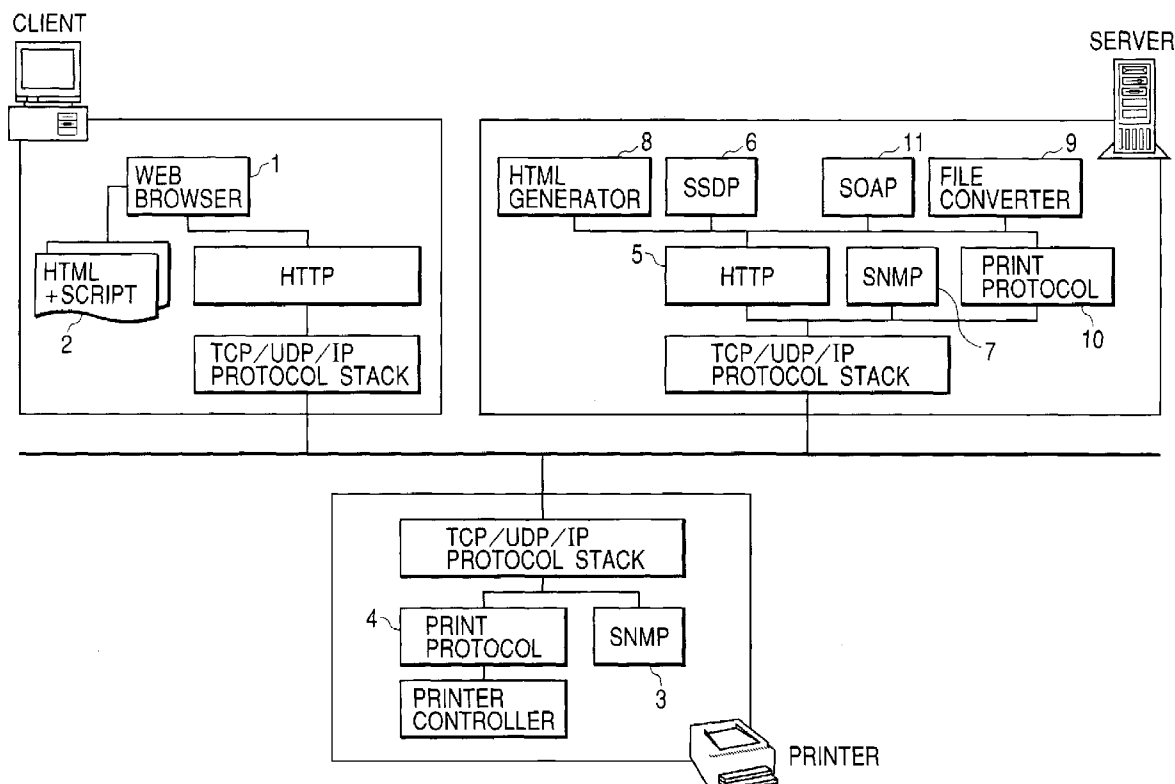 CLIENT
SERVER
1
WEB
BROWSER
HTML
+SCRIPT
2
HTTP
TCP/UDP/IP
PROTOCOL STACK
8
HTML
GENERATOR
6
SSDP
11
SOAP
9
FILE
CONVERTER
5
HTTP
SNMP
7
PRINT
PROTOCOL
10
TCP/UDP/IP
PROTOCOL STACK
TCP/UDP/IP
PROTOCOL STACK
4
PRINT
PROTOCOL
SNMP
3
PRINTER
CONTROLLER
PRINTER